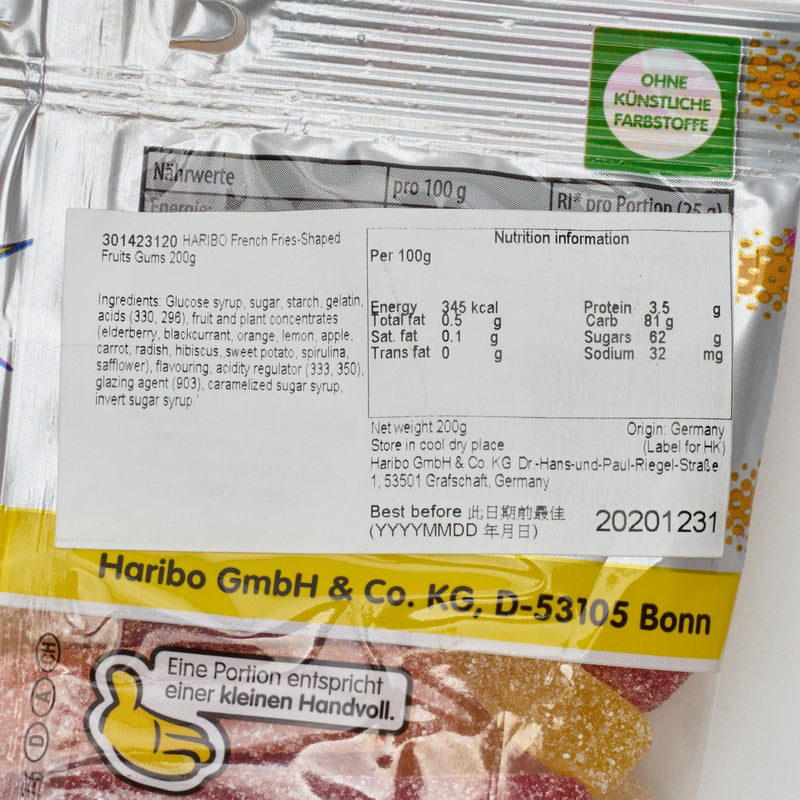 OHNE
KÜNSTLICHE
FARBSTOFFE
Nährwerte
pro 100 g
RI* pro Portion (25 g)
Energie:
301423120 HARIBO French Fries-Shaped
Fruits Gums 200g
Ingredients: Glucose syrup, sugar, starch, gelatin,
acids (330, 296), fruit and plant concentrates
(elderberry, blackcurrant, orange, lemon, apple,
carrot, radish, hibiscus, sweet potato, spirulina,
safflower), flavouring, acidity regulator (333, 350),
glazing agent (903), caramelized sugar syrup,
invert sugar syrup.
Nutrition information
Per 100g
Energy 345 kcal Protein 3.5 g
Total fat 0.5 g Carb 81 g
Sat. fat 0.1 g Sugars 62 g
Trans fat 0 g Sodium 32 mg
Net weight 200g Origin: Germany
Store in cool dry place (Label for HK)
Haribo GmbH & Co. KG Dr.-Hans-und-Paul-Riegel-Straße
1, 53501 Grafschaft, Germany
Best before 此日期前最佳
(YYYYMMDD 年月日) 20201231
Haribo GmbH & Co. KG, D-53105 Bonn
Eine Portion entspricht
einer kleinen Handvoll.
CH
A
D